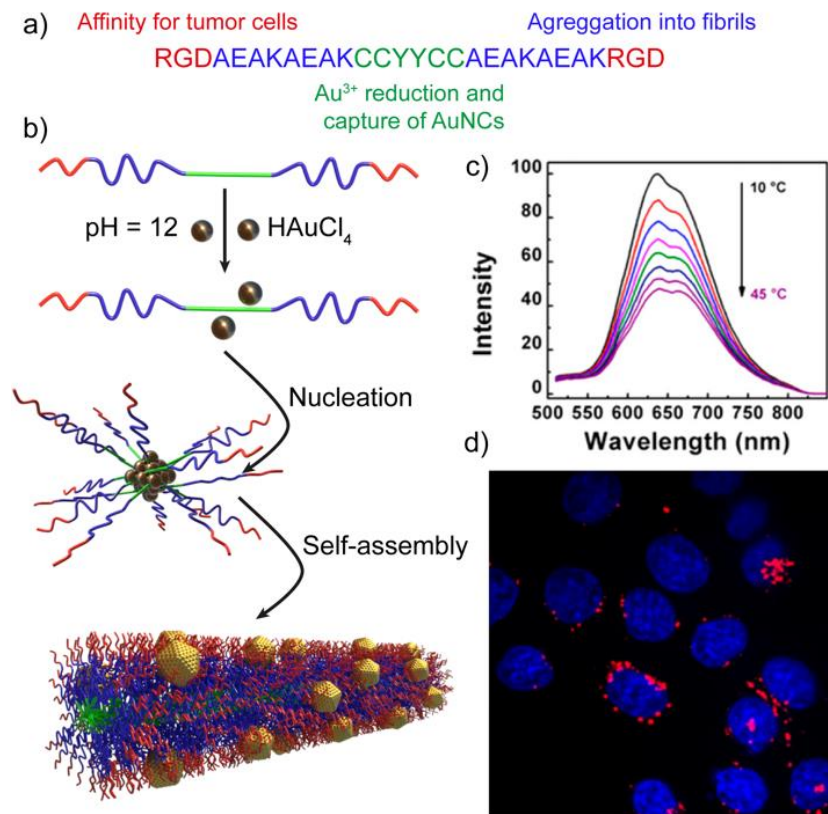 a)
Affinity for tumor cells
Agreggation into fibrils
RGDAEAKAEAKCCYYCCAEAKAEAKRGD
Au³⁺ reduction and
capture of AuNCs
b)
pH = 12
HAuCl₄
Nucleation
Self-assembly
c)
100
80
60
40
20
0
Intensity
10 °C
45 °C
500 550 600 650 700 750 800
Wavelength (nm)
d)